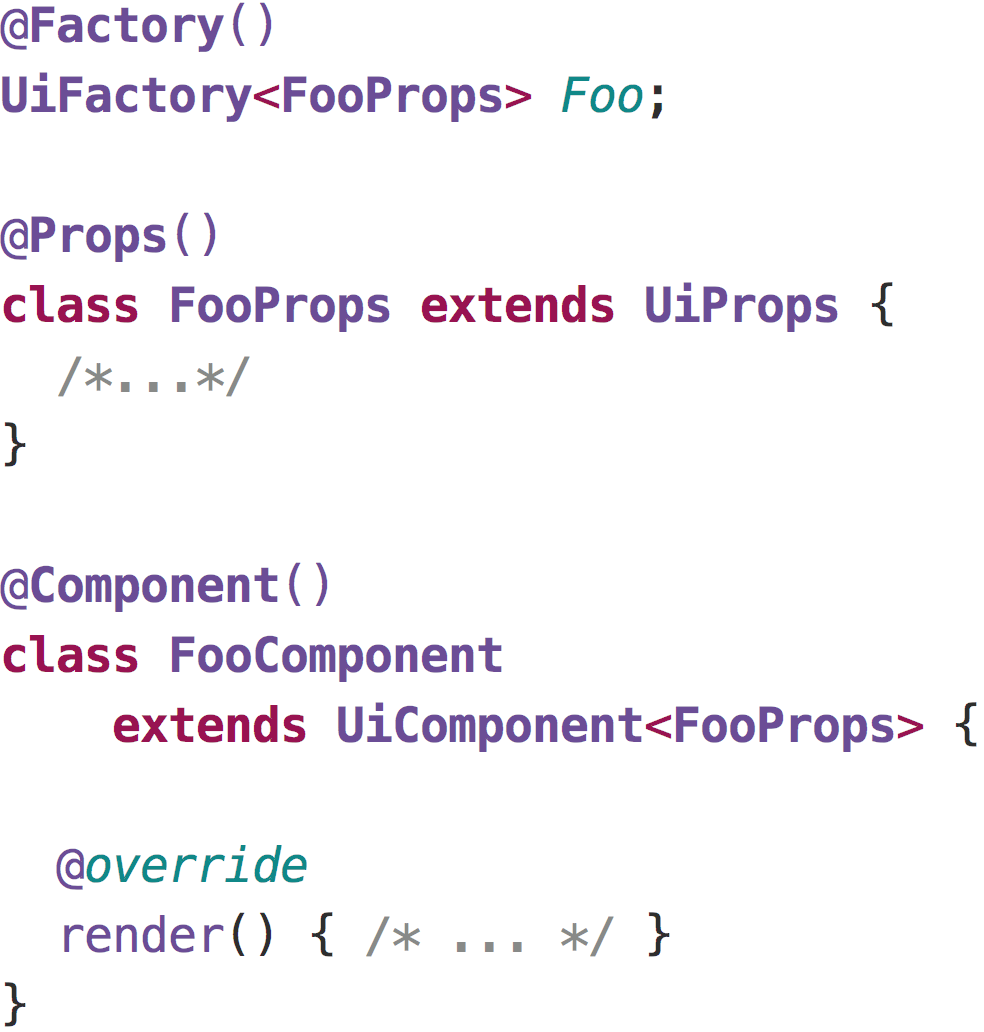 @Factory()
UiFactory<FooProps> Foo;

@Props()
class FooProps extends UiProps {
  /*...*/
}

@Component()
class FooComponent
    extends UiComponent<FooProps> {

  @override
  render() { /* ... */ }
}